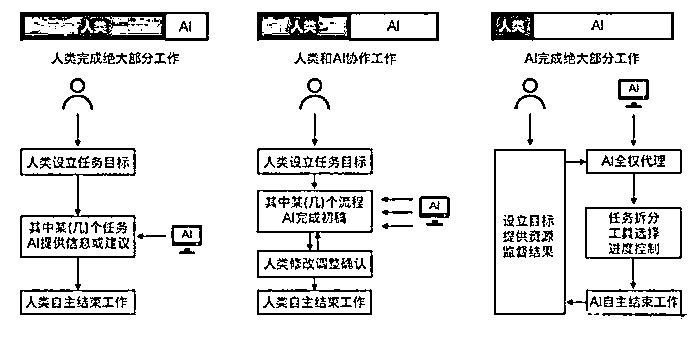 人类 AI
人类完成绝大部分工作
人类设立任务目标
其中某(几)个任务
AI提供信息或建议
AI
人类自主结束工作
人类 AI
人类和AI协作工作
人类设立任务目标
其中某(几)个流程
AI完成初稿
AI
人类修改调整确认
人类自主结束工作
人类 AI
AI完成绝大部分工作
AI
设立目标
提供资源
监督结果
AI全权代理
任务拆分
工具选择
进度控制
AI自主结束工作